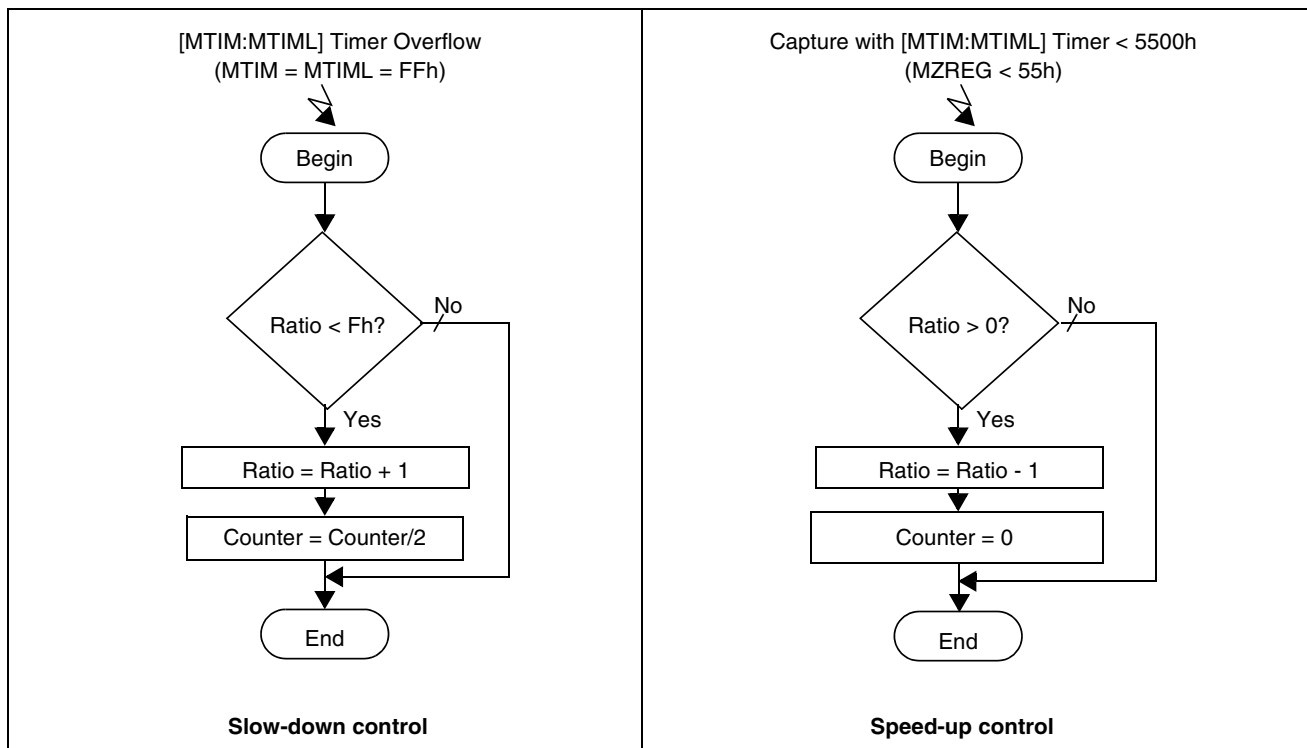 [MTIM:MTIML] Timer Overflow
(MTIM = MTIML = FFh)
Begin
Ratio < Fh?
No
Yes
Ratio = Ratio + 1
Counter = Counter/2
End
Slow-down control
Capture with [MTIM:MTIML] Timer < 5500h
(MZREG < 55h)
Begin
Ratio > 0?
No
Yes
Ratio = Ratio - 1
Counter = 0
End
Speed-up control